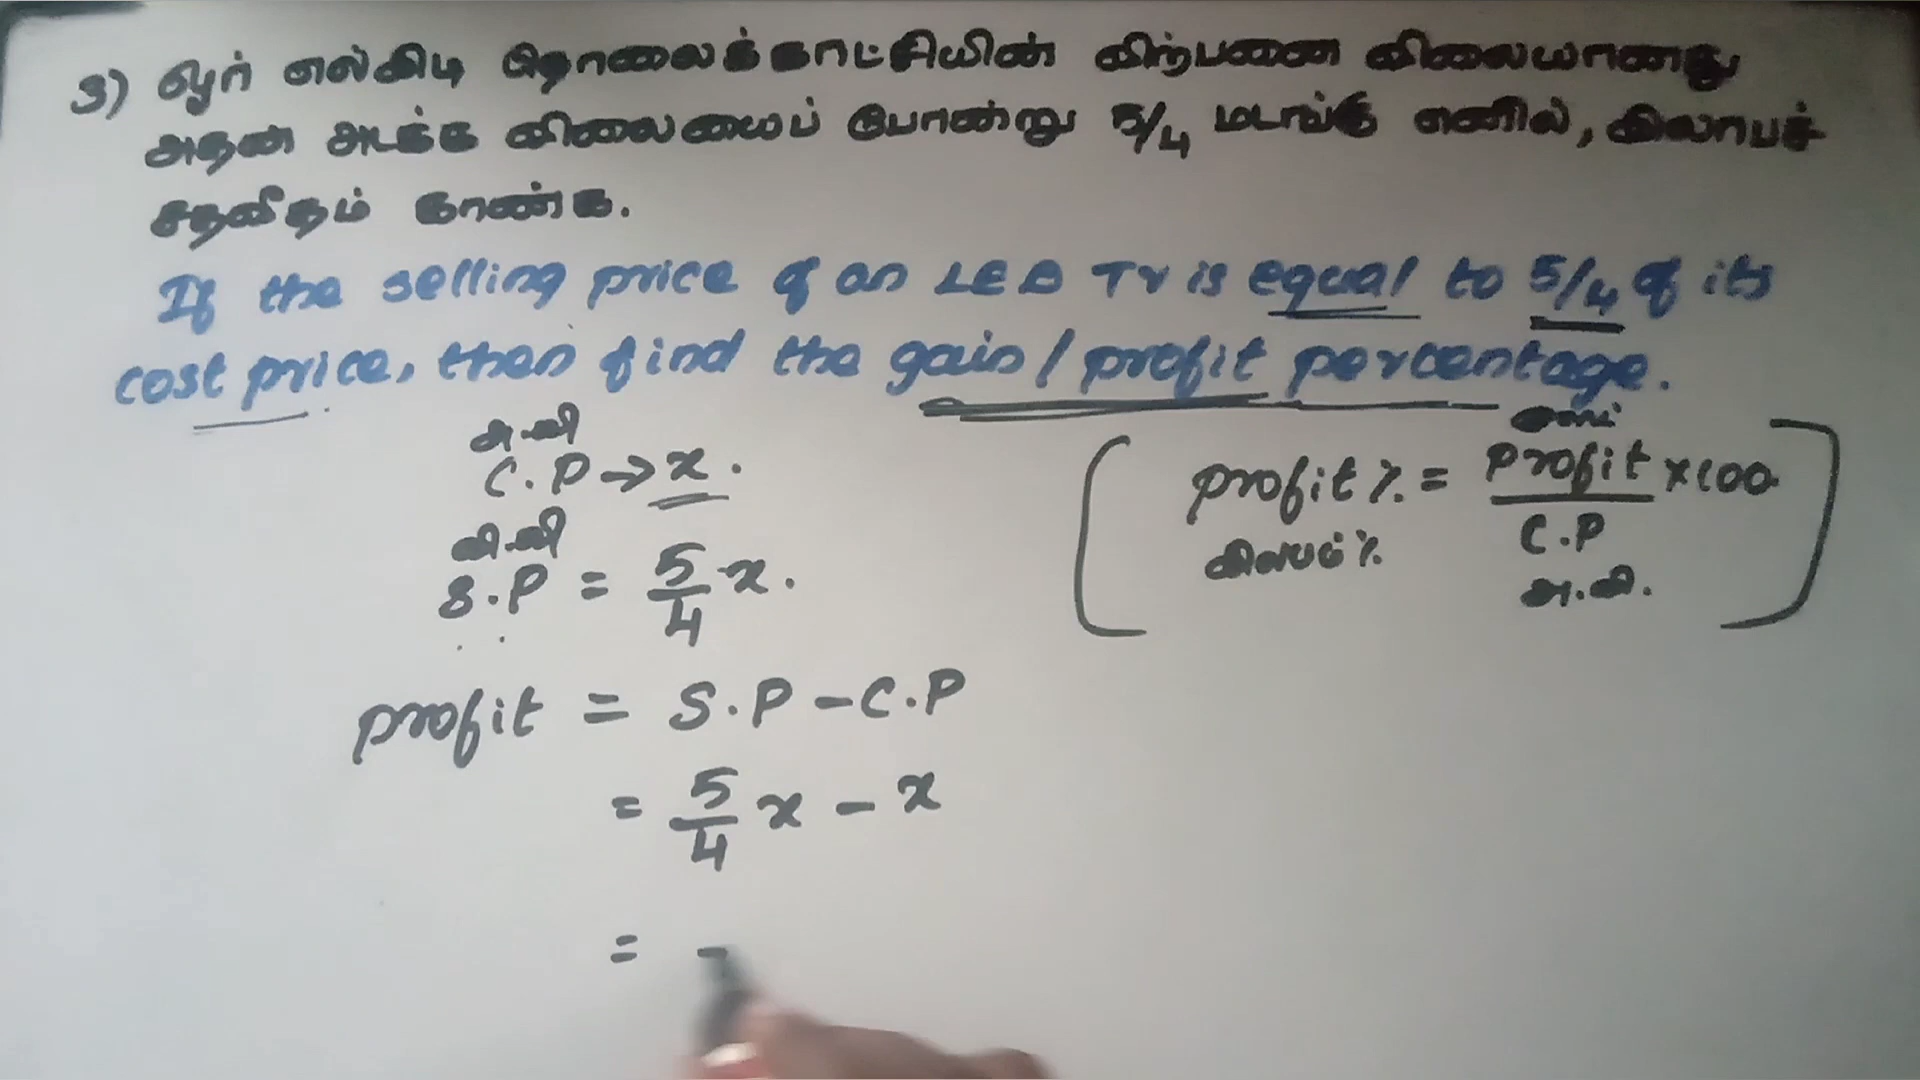 3) ஓர் எல்இடி தொலைக்காட்சியின் விற்பனை விலையானது
அதன் அடக்க விலையைப் போன்று 5/4 மடங்கு எனில், இலாபச்
சதவீதம் காண்க.
If the selling price of an LED TV is equal to 5/4 of its
cost price, then find the gain/profit percentage.
அ.வி
C.P → x.
வி.வி
S.P = 5/4 x.
profit % = profit/C.P × 100
இலாபம் %
அ.வி.
profit = S.P - C.P
= 5/4 x - x
=